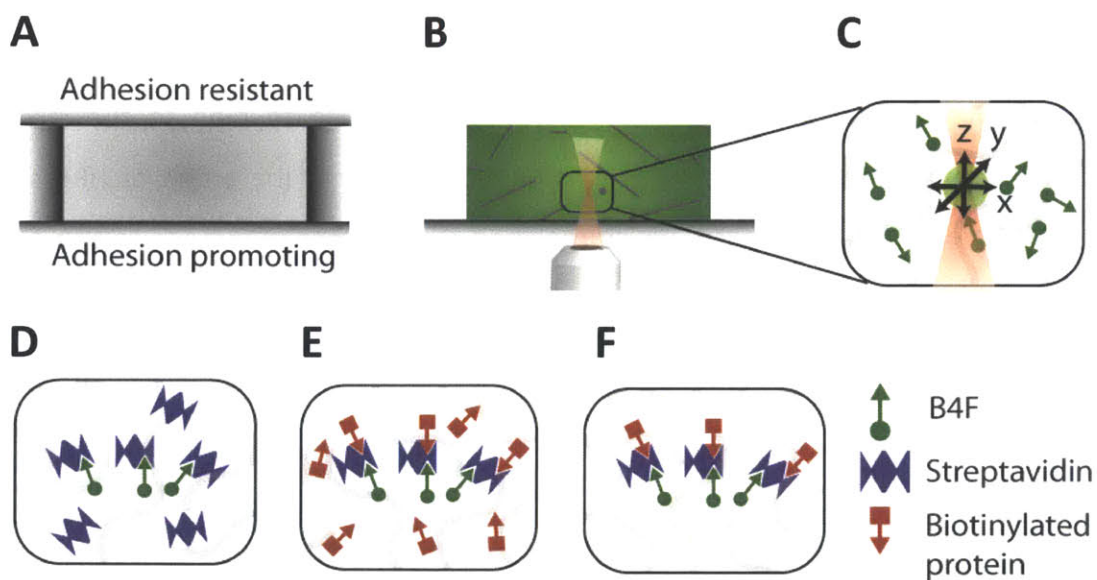 A
B
C
Adhesion resistant
Adhesion promoting
z
y
x
D
E
F
B4F
Streptavidin
Biotinylated
protein